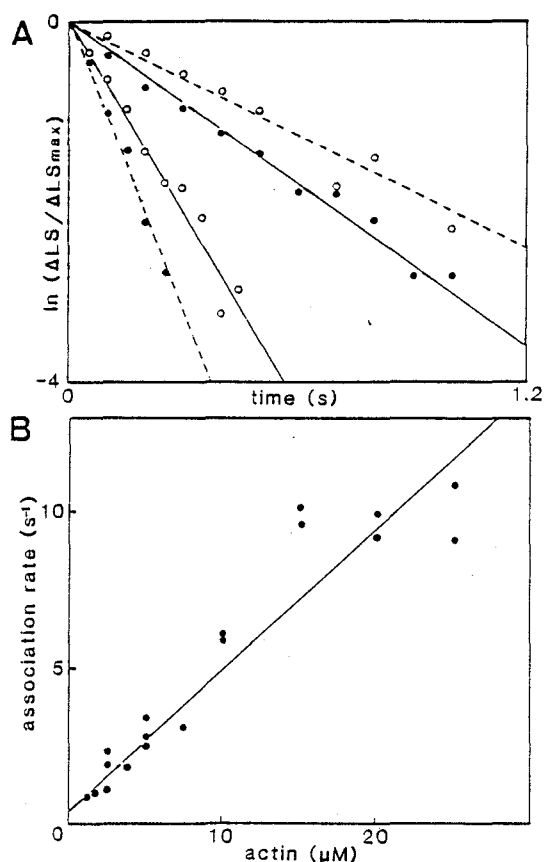 A
0
ln (ΔLS/ΔLSmax)
-4
0
time (s)
1.2
B
10
association rate (s⁻¹)
5
0
10
20
actin (μM)